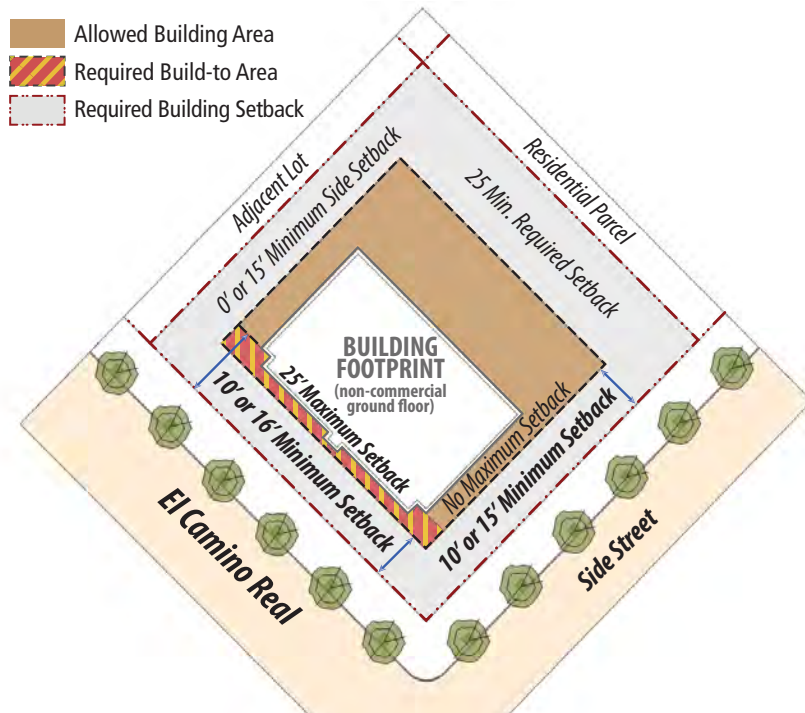 Allowed Building Area
Required Build-to Area
Required Building Setback
Adjacent Lot
0' or 15' Minimum Side Setback
Residential Parcel
25 Min. Required Setback
BUILDING
FOOTPRINT
(non-commercial
ground floor)
25' Maximum Setback
10' or 16' Minimum Setback
No Maximum Setback
10' or 15' Minimum Setback
El Camino Real
Side Street